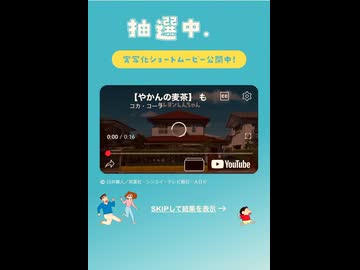 抽選中.
実写化ショートムービー公開中!
【やかんの麦茶】 も
コカ・コーラ
0:00 / 0:16
YouTube
SKIPして結果を表示 →